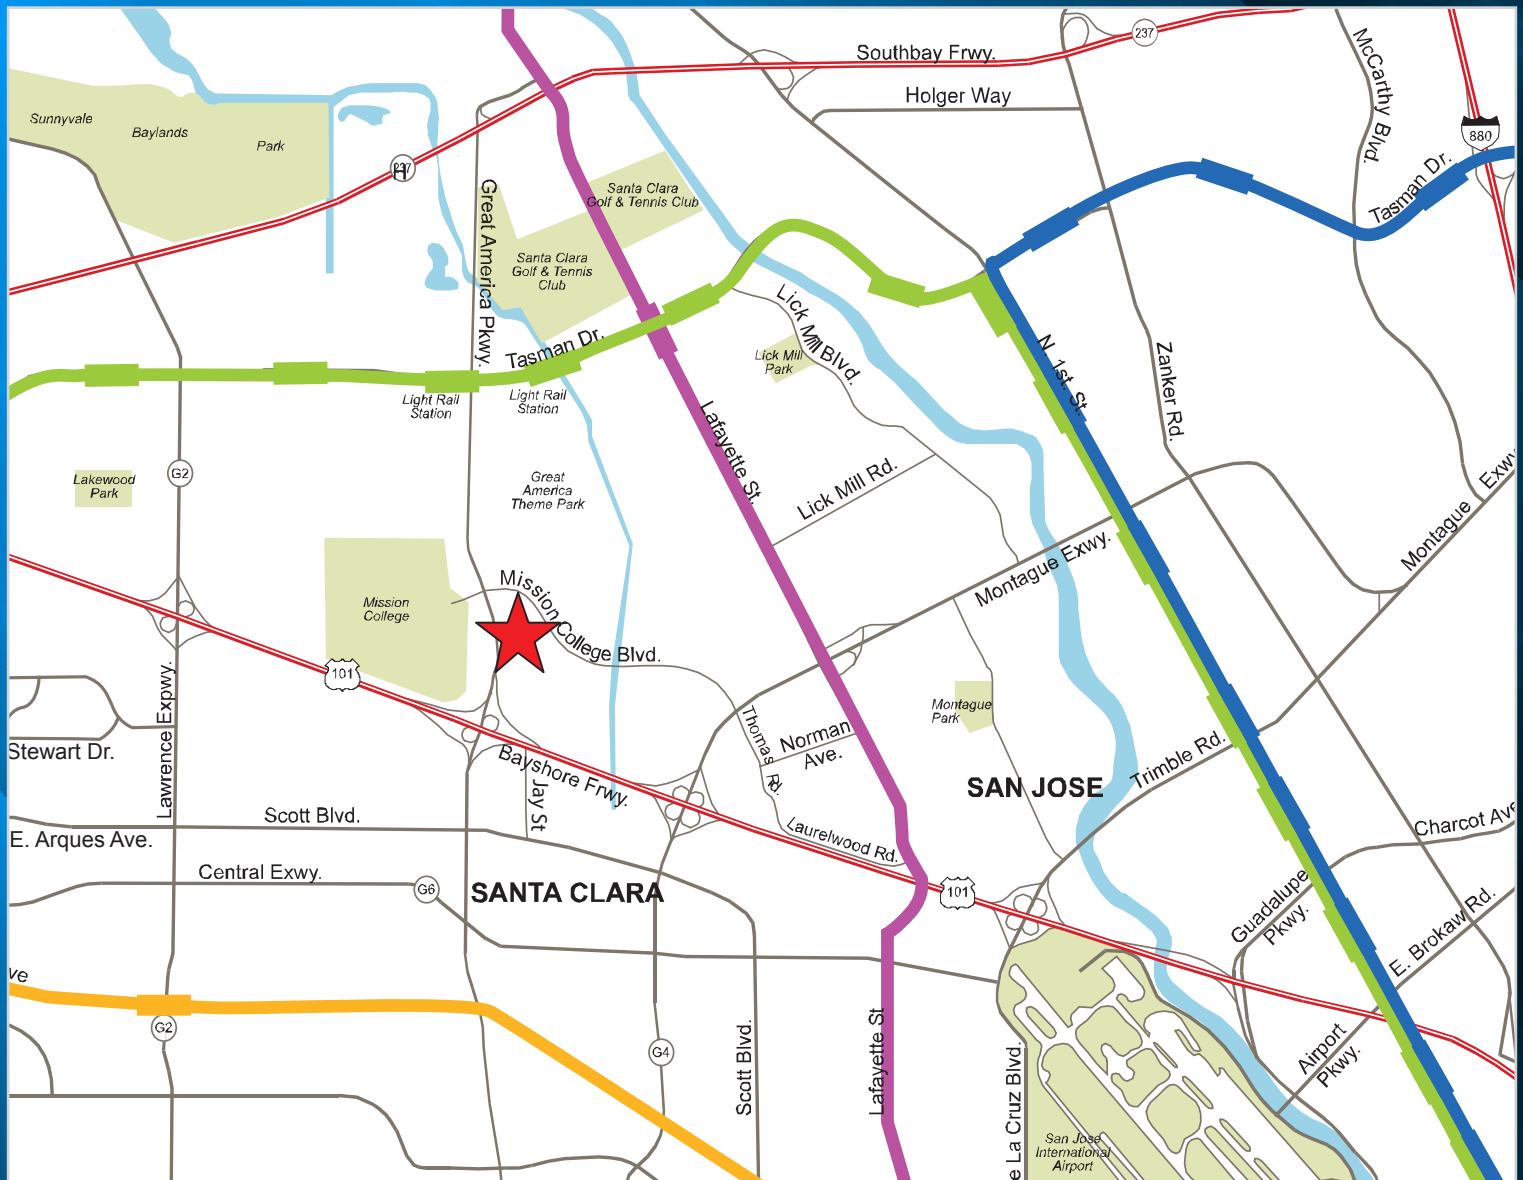 237
Southbay Frwy.
McCarthy Blvd.
Holger Way
Sunnyvale
Baylands
Park
880
237
H
Tasman Dr.
Great America Pkwy.
Santa Clara
Golf & Tennis Club
Santa Clara
Golf & Tennis
Club
Lick Mill Blvd.
Tasman Dr.
N. 1st. St.
Zanker Rd.
Lick Mill
Park
Light Rail
Station
Light Rail
Station
Lafayette St.
G2
Lakewood
Park
Great
America
Theme Park
Lick Mill Rd.
Montague Exwy.
Montague Exwy.
Mission College Blvd.
Mission
College
101
Lawrence Expwy.
Stewart Dr.
Thomas Rd.
Norman
Ave.
Montague
Park
Trimble Rd.
Bayshore Frwy.
Jay St
SAN JOSE
Scott Blvd.
E. Arques Ave.
Laurelwood Rd.
Charcot Ave
Central Exwy.
G6
SANTA CLARA
101
Guadalupe
Pkwy.
E. Brokaw Rd.
ve
G2
G4
Scott Blvd.
Lafayette St
e La Cruz Blvd.
Airport
Pkwy.
San Jose
International
Airport